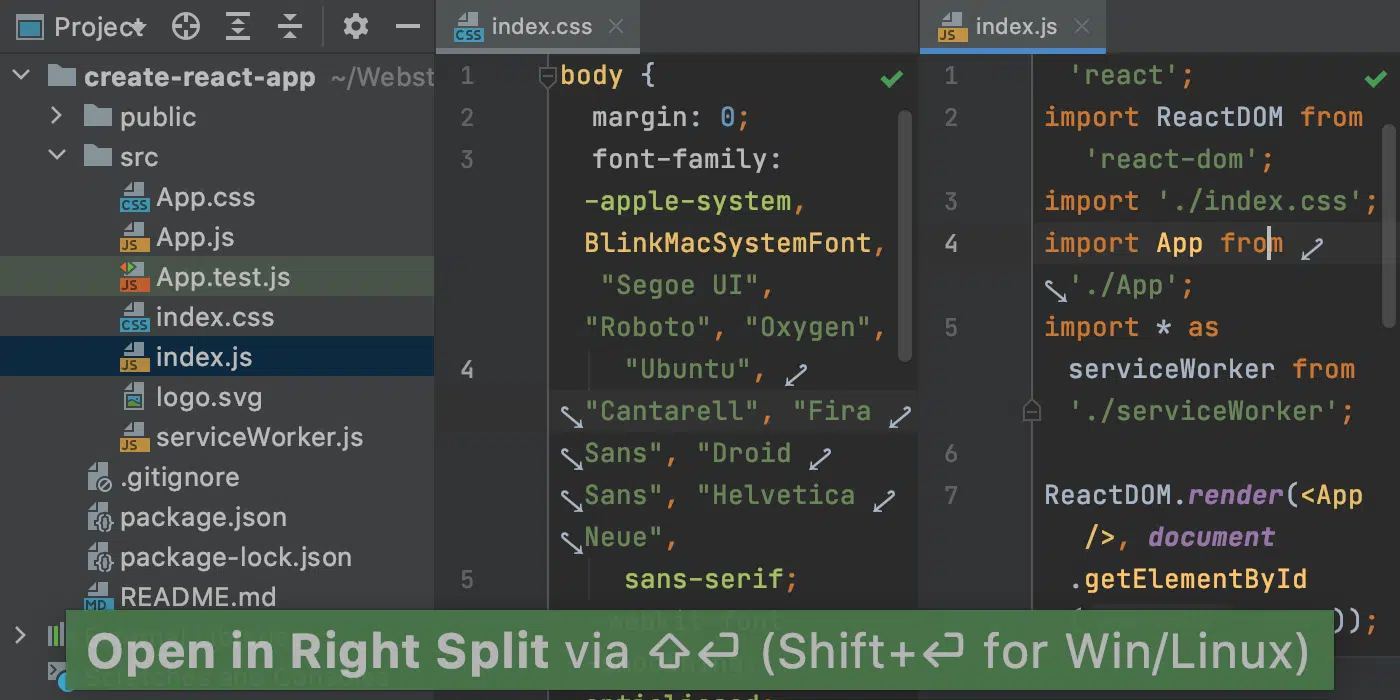 Project
index.css
index.js
create-react-app ~/Webst
public
src
App.css
App.js
App.test.js
index.css
index.js
logo.svg
serviceWorker.js
.gitignore
package.json
package-lock.json
README.md
1 body {
2 margin: 0;
3 font-family:
-apple-system,
BlinkMacSystemFont,
"Segoe UI",
"Roboto", "Oxygen",
4 "Ubuntu",
"Cantarell", "Fira
Sans", "Droid
Sans", "Helvetica
Neue",
5 sans-serif;
1 'react';
2 import ReactDOM from
'react-dom';
3 import './index.css';
4 import App from
'./App';
5 import * as
serviceWorker from
'./serviceWorker';
6
7 ReactDOM.render(<App
/>, document
.getElementById
));
Open in Right Split via ⇧⏎ (Shift+⏎ for Win/Linux)